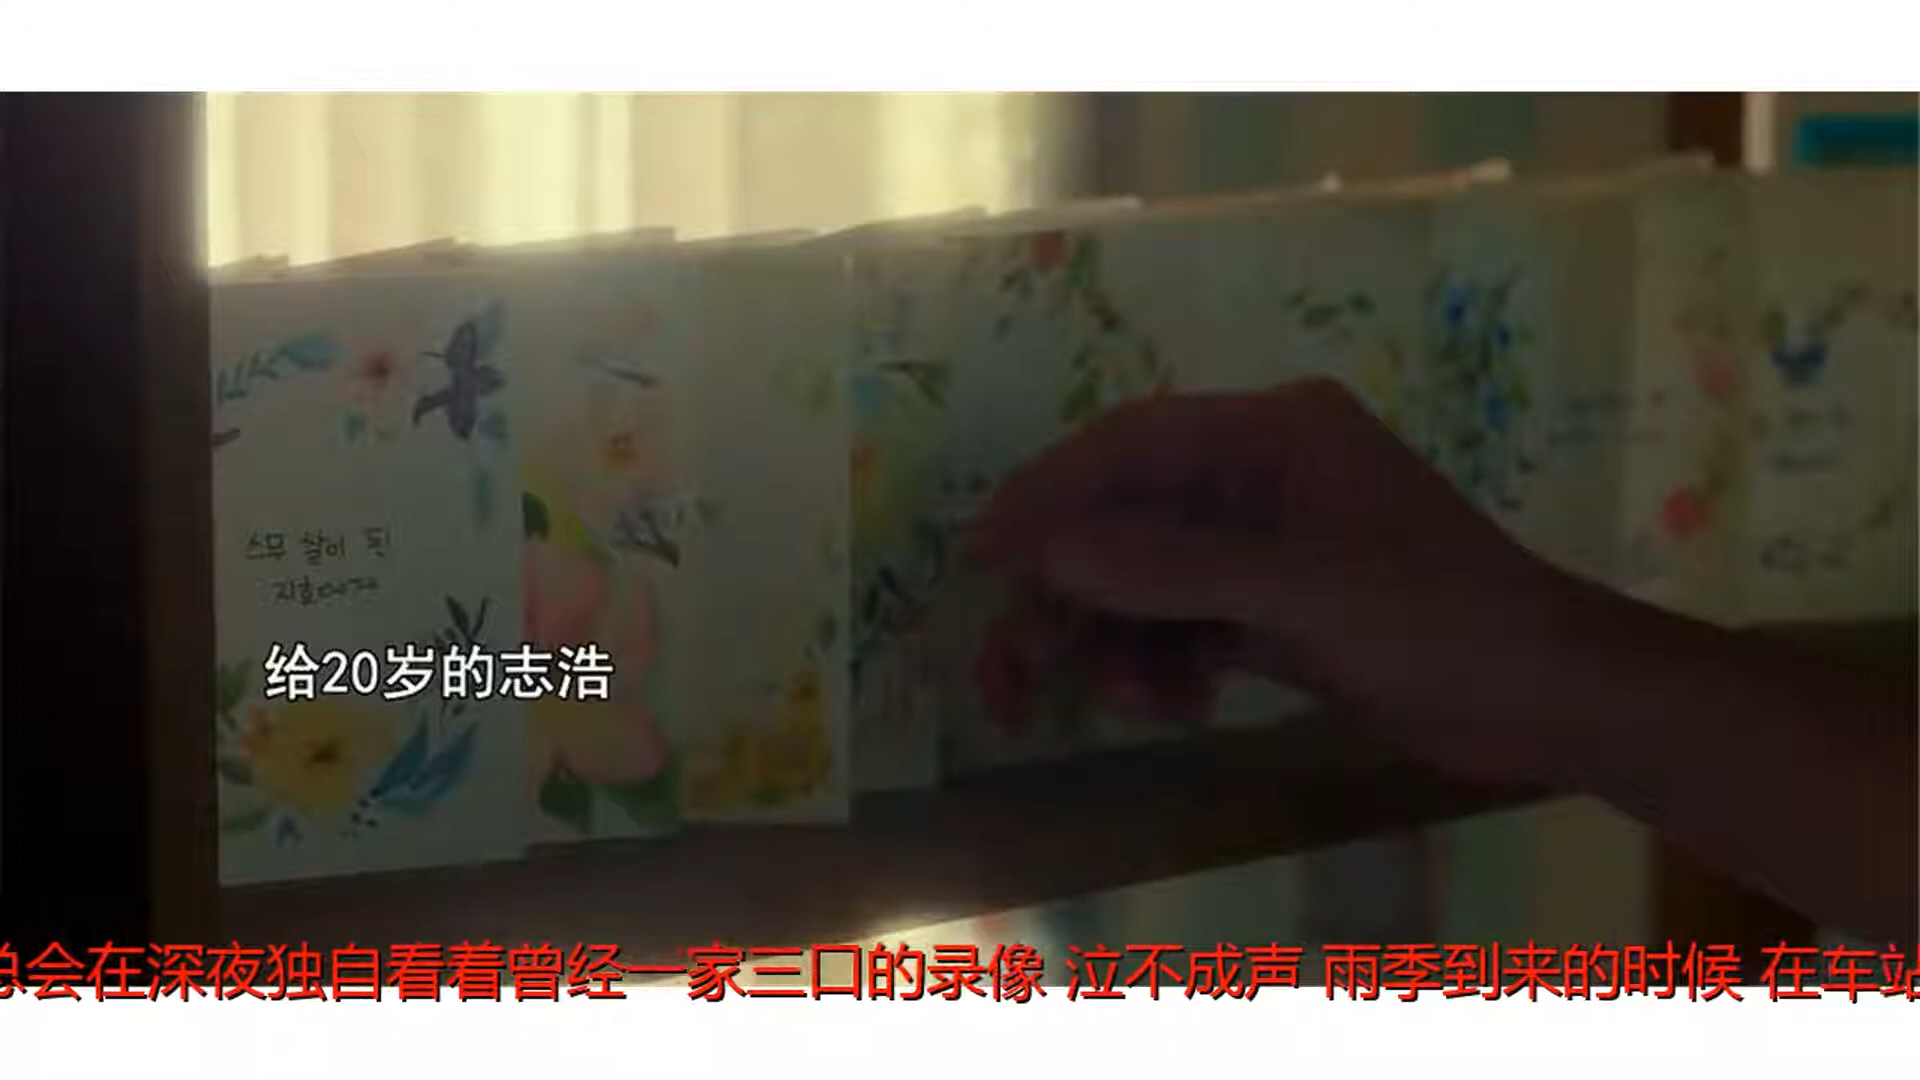 스무 살이 된
지호에게
给20岁的志浩
总会在深夜独自看着曾经一家三口的录像 泣不成声 雨季到来的时候 在车站